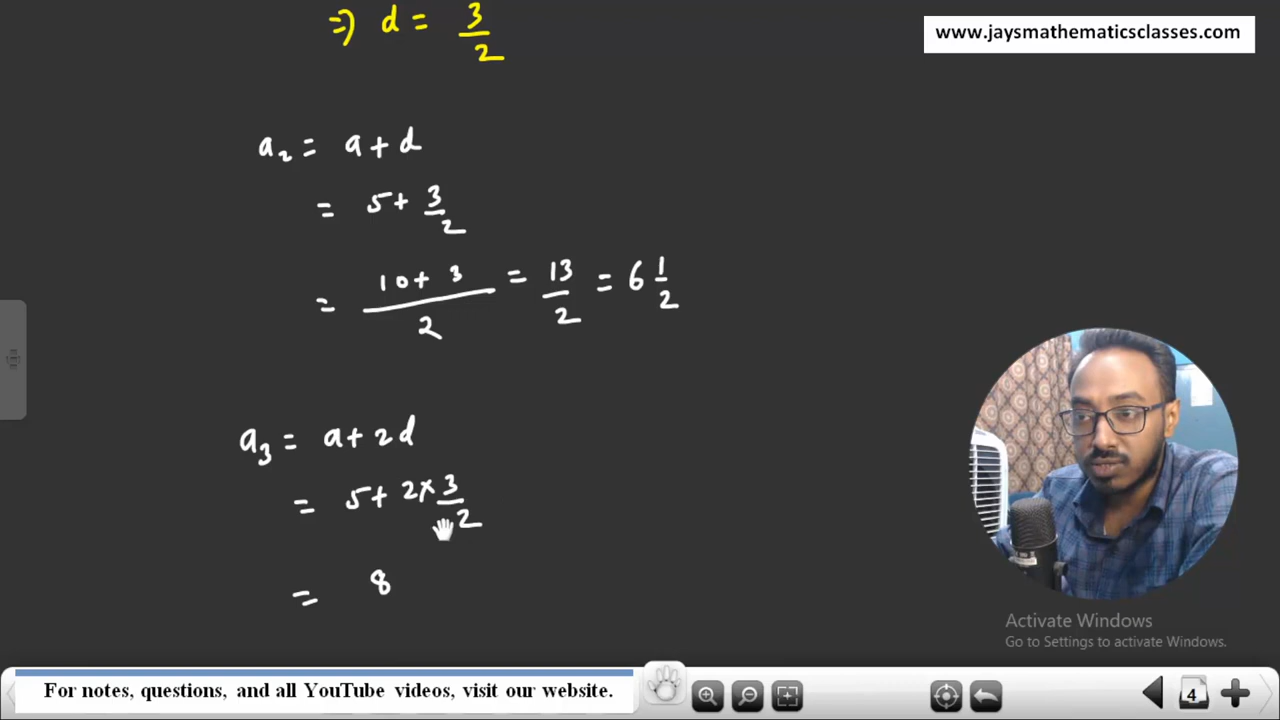 ⇒ d = 3/2
www.jaysmathematicsclasses.com
a₂ = a + d
= 5 + 3/2
= (10 + 3)/2 = 13/2 = 6 1/2
a₃ = a + 2d
= 5 + 2 × 3/2
= 8
Activate Windows
Go to Settings to activate Windows.
For notes, questions, and all YouTube videos, visit our website.
4